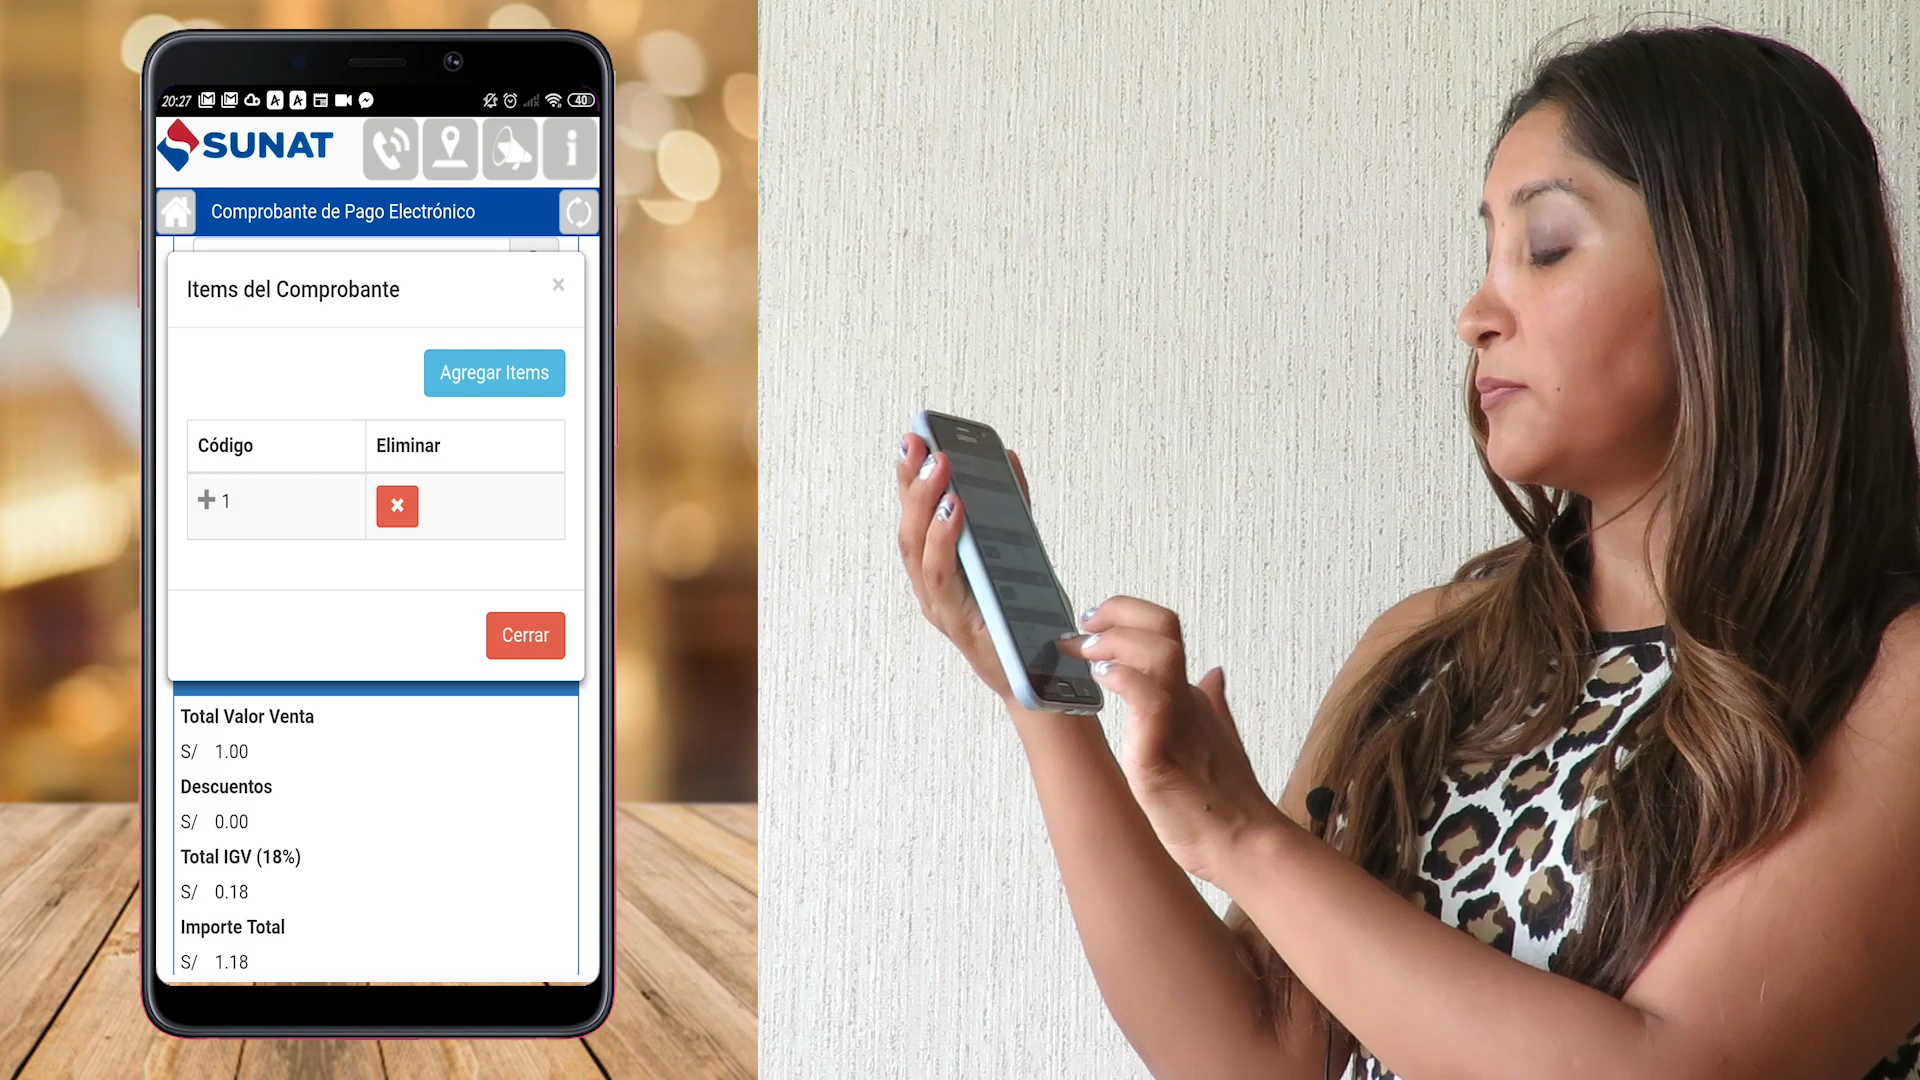 20:27
40
SUNAT
Comprobante de Pago Electrónico
Items del Comprobante
×
Agregar Items
Código
Eliminar
1
Cerrar
Total Valor Venta
S/ 1.00
Descuentos
S/ 0.00
Total IGV (18%)
S/ 0.18
Importe Total
S/ 1.18